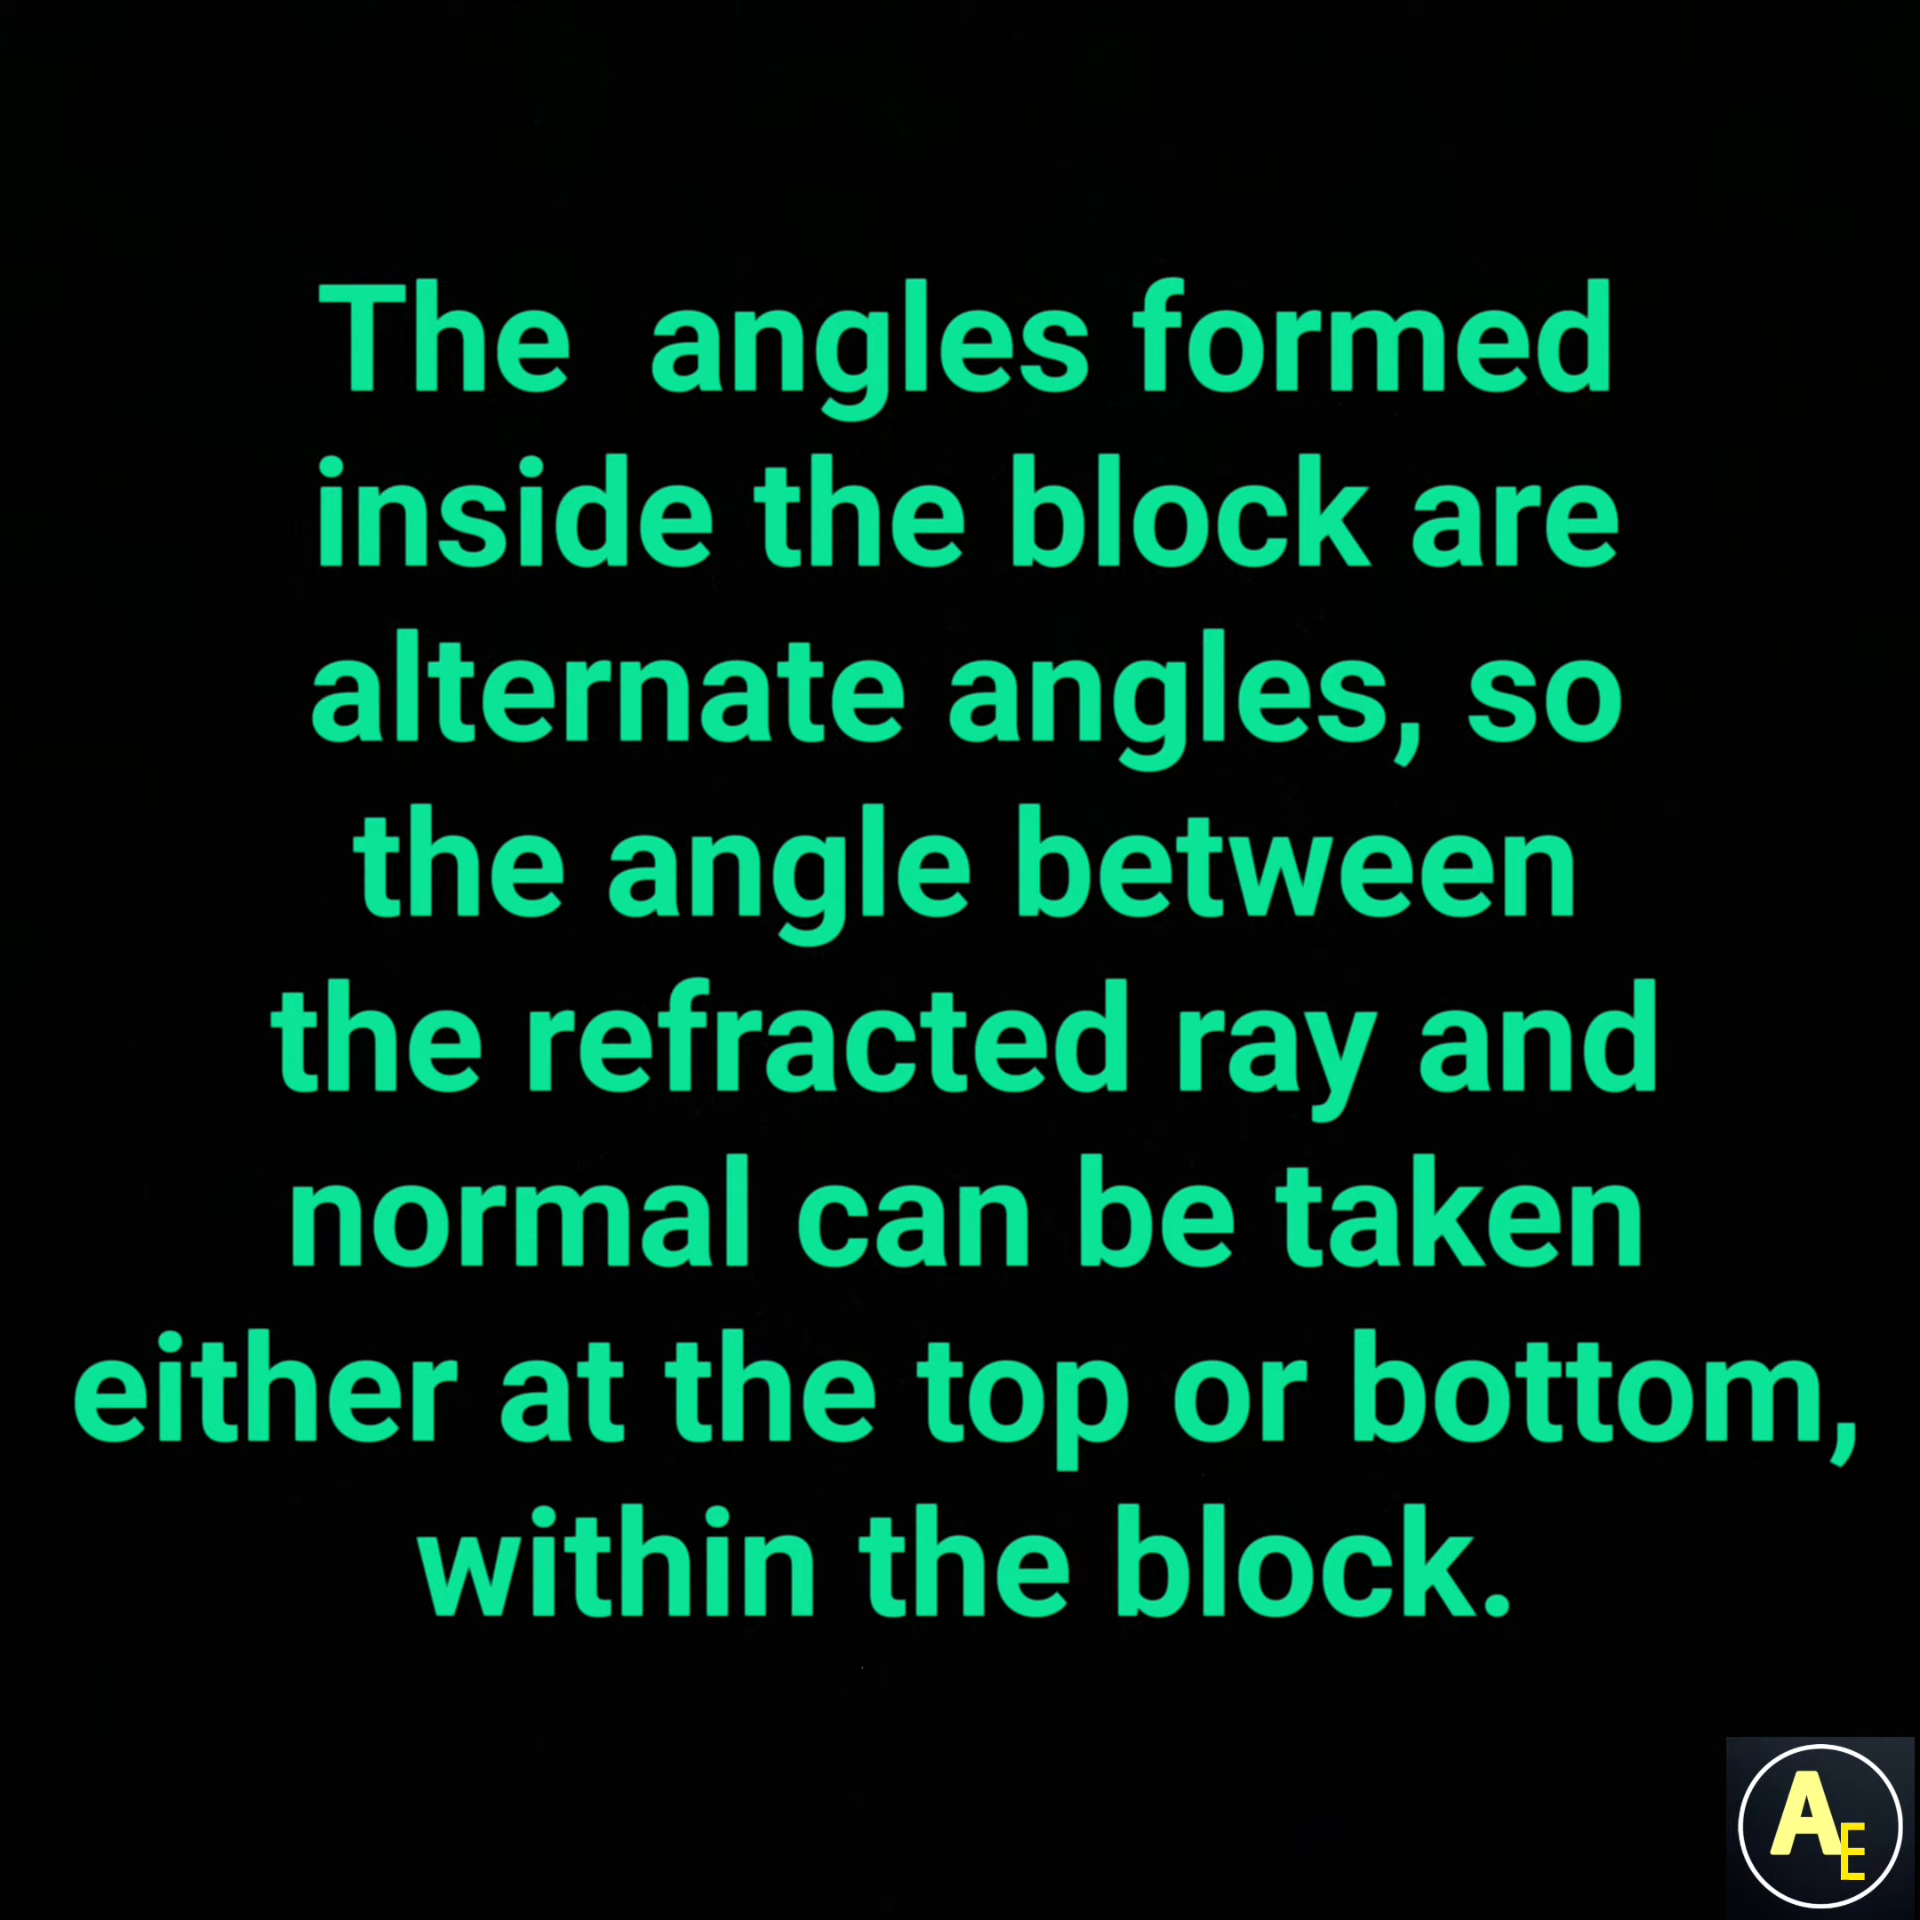 The  angles formed
inside the block are
alternate angles, so
the angle between
the refracted ray and
normal can be taken
either at the top or bottom,
within the block.
AE